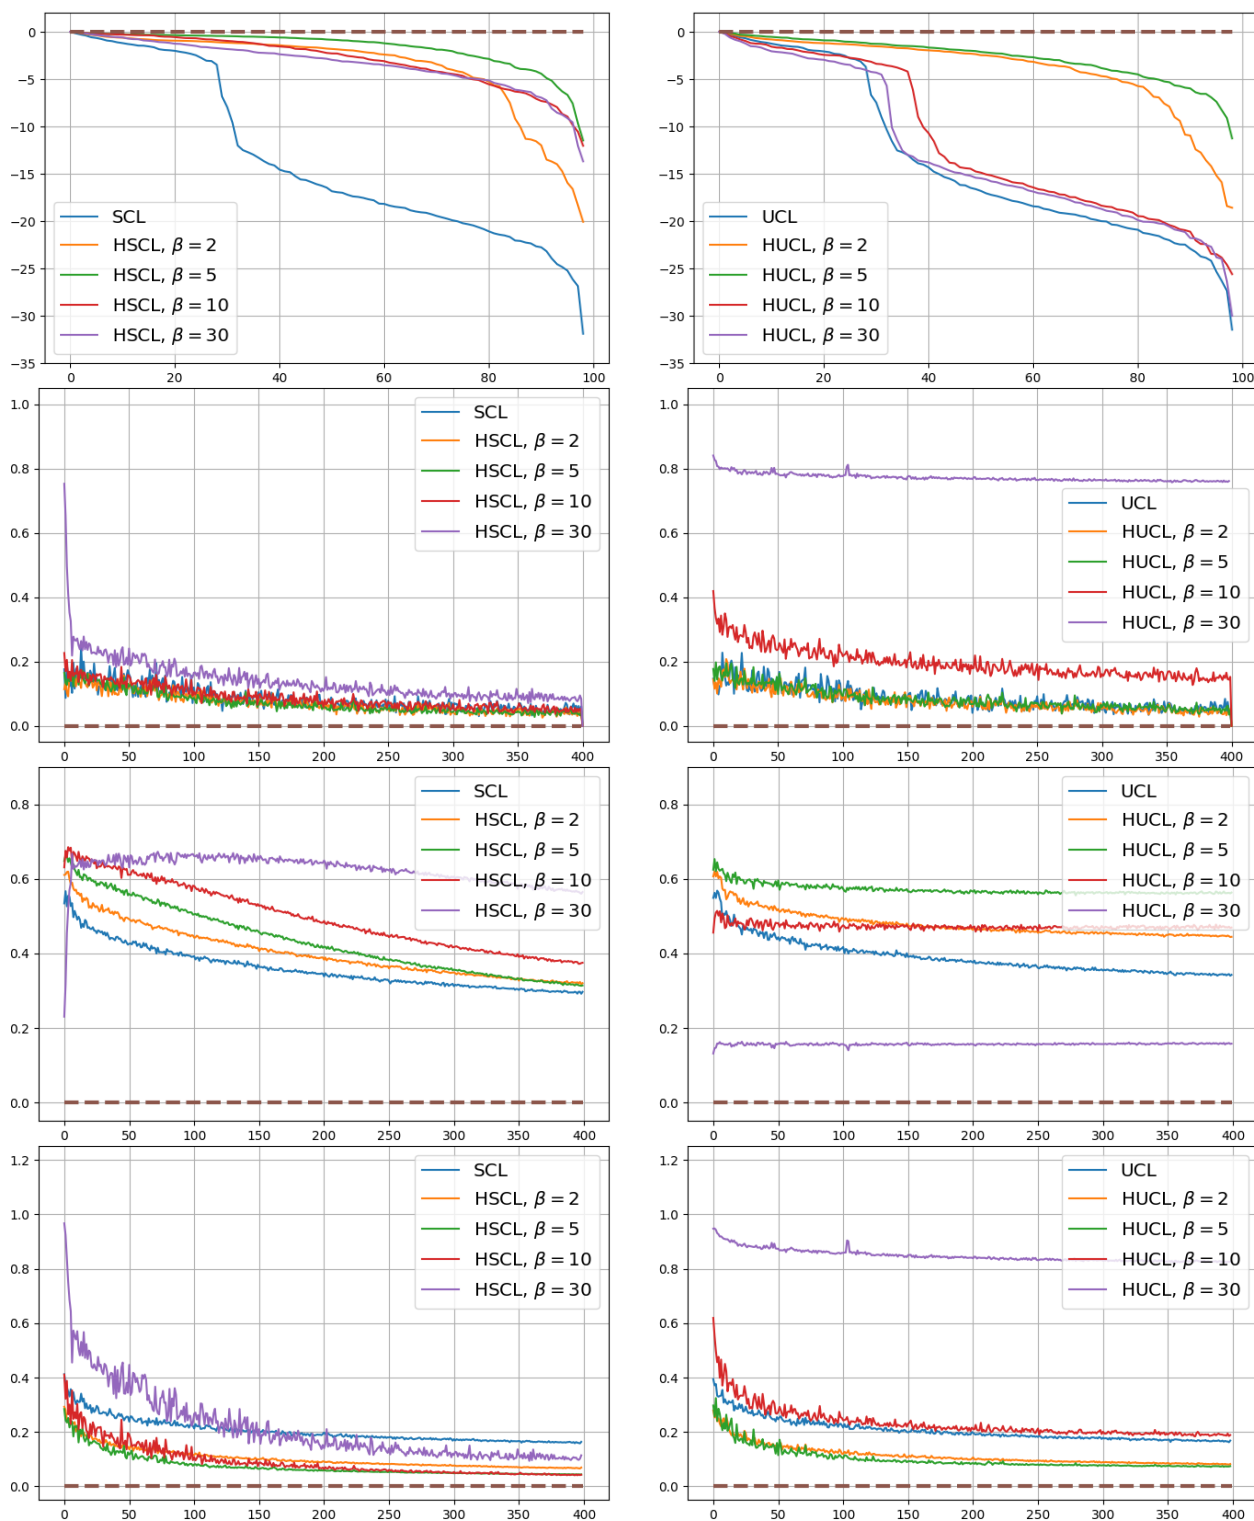 0
−5
−10
−15
−20
−25
−30
−35
0 20 40 60 80 100
SCL
HSCL, β = 2
HSCL, β = 5
HSCL, β = 10
HSCL, β = 30
0
−5
−10
−15
−20
−25
−30
−35
0 20 40 60 80 100
UCL
HUCL, β = 2
HUCL, β = 5
HUCL, β = 10
HUCL, β = 30
1.0
0.8
0.6
0.4
0.2
0.0
0 50 100 150 200 250 300 350 400
SCL
HSCL, β = 2
HSCL, β = 5
HSCL, β = 10
HSCL, β = 30
1.0
0.8
0.6
0.4
0.2
0.0
0 50 100 150 200 250 300 350 400
UCL
HUCL, β = 2
HUCL, β = 5
HUCL, β = 10
HUCL, β = 30
0.8
0.6
0.4
0.2
0.0
0 50 100 150 200 250 300 350 400
SCL
HSCL, β = 2
HSCL, β = 5
HSCL, β = 10
HSCL, β = 30
0.8
0.6
0.4
0.2
0.0
0 50 100 150 200 250 300 350 400
UCL
HUCL, β = 2
HUCL, β = 5
HUCL, β = 10
HUCL, β = 30
1.2
1.0
0.8
0.6
0.4
0.2
0.0
0 50 100 150 200 250 300 350 400
SCL
HSCL, β = 2
HSCL, β = 5
HSCL, β = 10
HSCL, β = 30
1.2
1.0
0.8
0.6
0.4
0.2
0.0
0 50 100 150 200 250 300 350 400
UCL
HUCL, β = 2
HUCL, β = 5
HUCL, β = 10
HUCL, β = 30